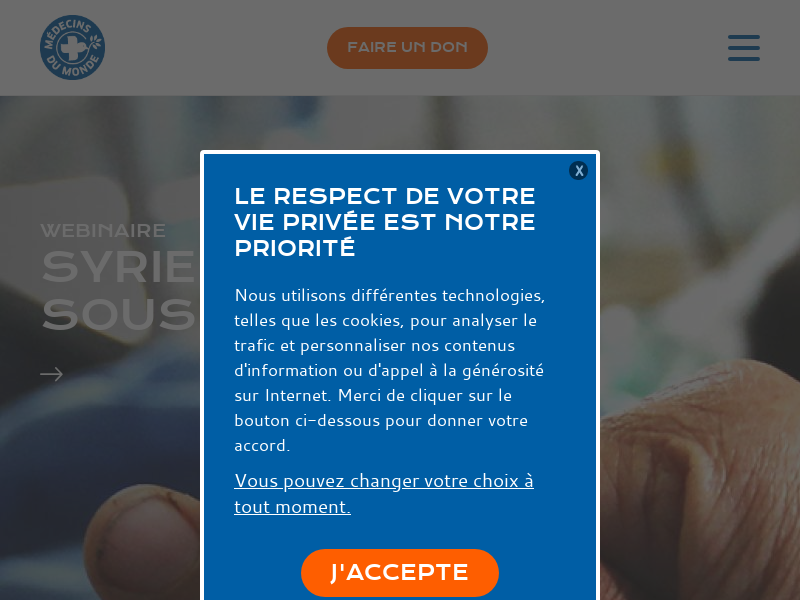 MÉDECINS
DU MONDE
FAIRE UN DON
WEBINAIRE
SYRIE
SOUS
X
LE RESPECT DE VOTRE
VIE PRIVÉE EST NOTRE
PRIORITÉ
Nous utilisons différentes technologies,
telles que les cookies, pour analyser le
trafic et personnaliser nos contenus
d'information ou d'appel à la générosité
sur Internet. Merci de cliquer sur le
bouton ci-dessous pour donner votre
accord.
Vous pouvez changer votre choix à
tout moment.
J'ACCEPTE